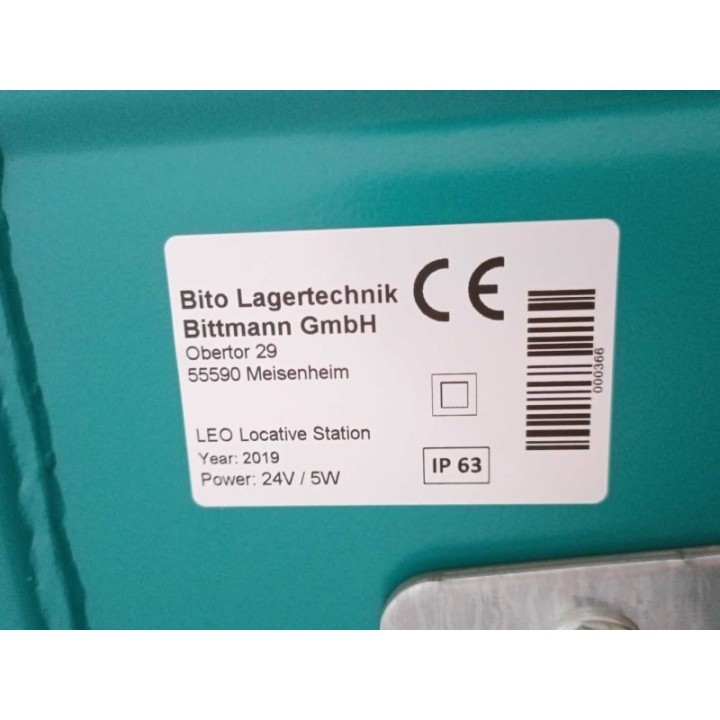 Bito Lagertechnik
Bittmann GmbH
Obertor 29
55590 Meisenheim
CE
LEO Locative Station
Year: 2019
Power: 24V / 5W
IP 63
000366